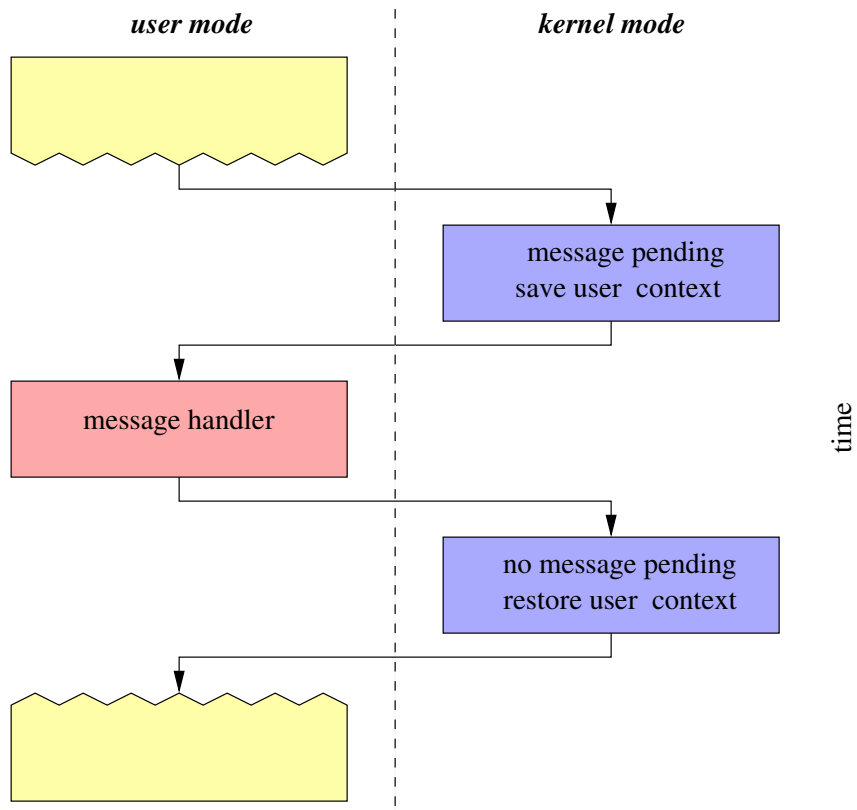 user mode
kernel mode
message pending
save user context
message handler
time
no message pending
restore user context